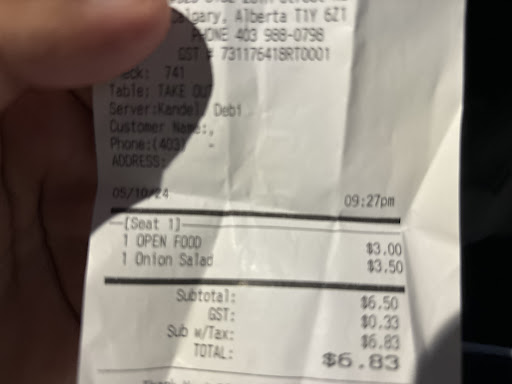 Calgary, Alberta T1Y 6Z1
PHONE 403 988-0798
GST # 731176418RT0001
Check: 741
Table: TAKE OUT
Server:Kandel, Debi
Customer Name:,
Phone:(403) -
ADDRESS:
05/10/24 09:27pm
[Seat 1]
1 OPEN FOOD $3.00
1 Onion Salad $3.50
Subtotal: $6.50
GST: $0.33
Sub w/Tax: $6.83
TOTAL: $6.83